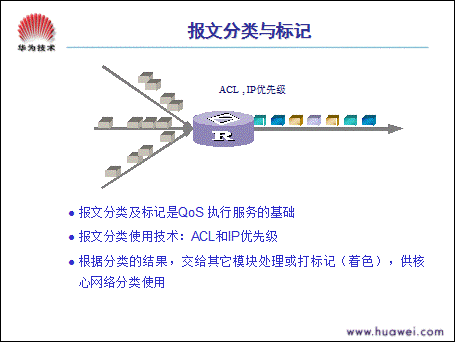 报文分类与标记
华为技术
ACL , IP优先级
R
报文分类及标记是QoS 执行服务的基础
报文分类使用技术：ACL和IP优先级
根据分类的结果，交给其它模块处理或打标记（着色），供核
心网络分类使用
www.huawei.com